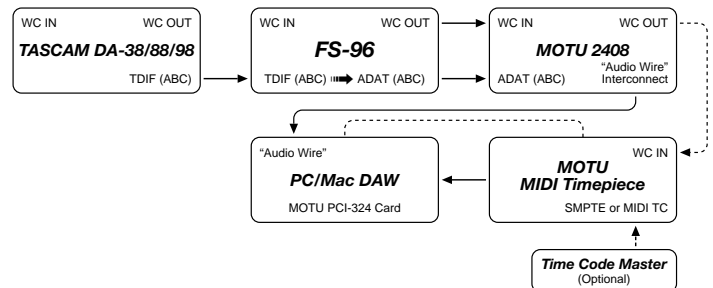 WC IN WC OUT
TASCAM DA-38/88/98
TDIF (ABC)
WC IN WC OUT
FS-96
TDIF (ABC) ADAT (ABC)
WC IN WC OUT
MOTU 2408
"Audio Wire"
ADAT (ABC) Interconnect
"Audio Wire"
PC/Mac DAW
MOTU PCI-324 Card
WC IN
MOTU
MIDI Timepiece
SMPTE or MIDI TC
Time Code Master
(Optional)